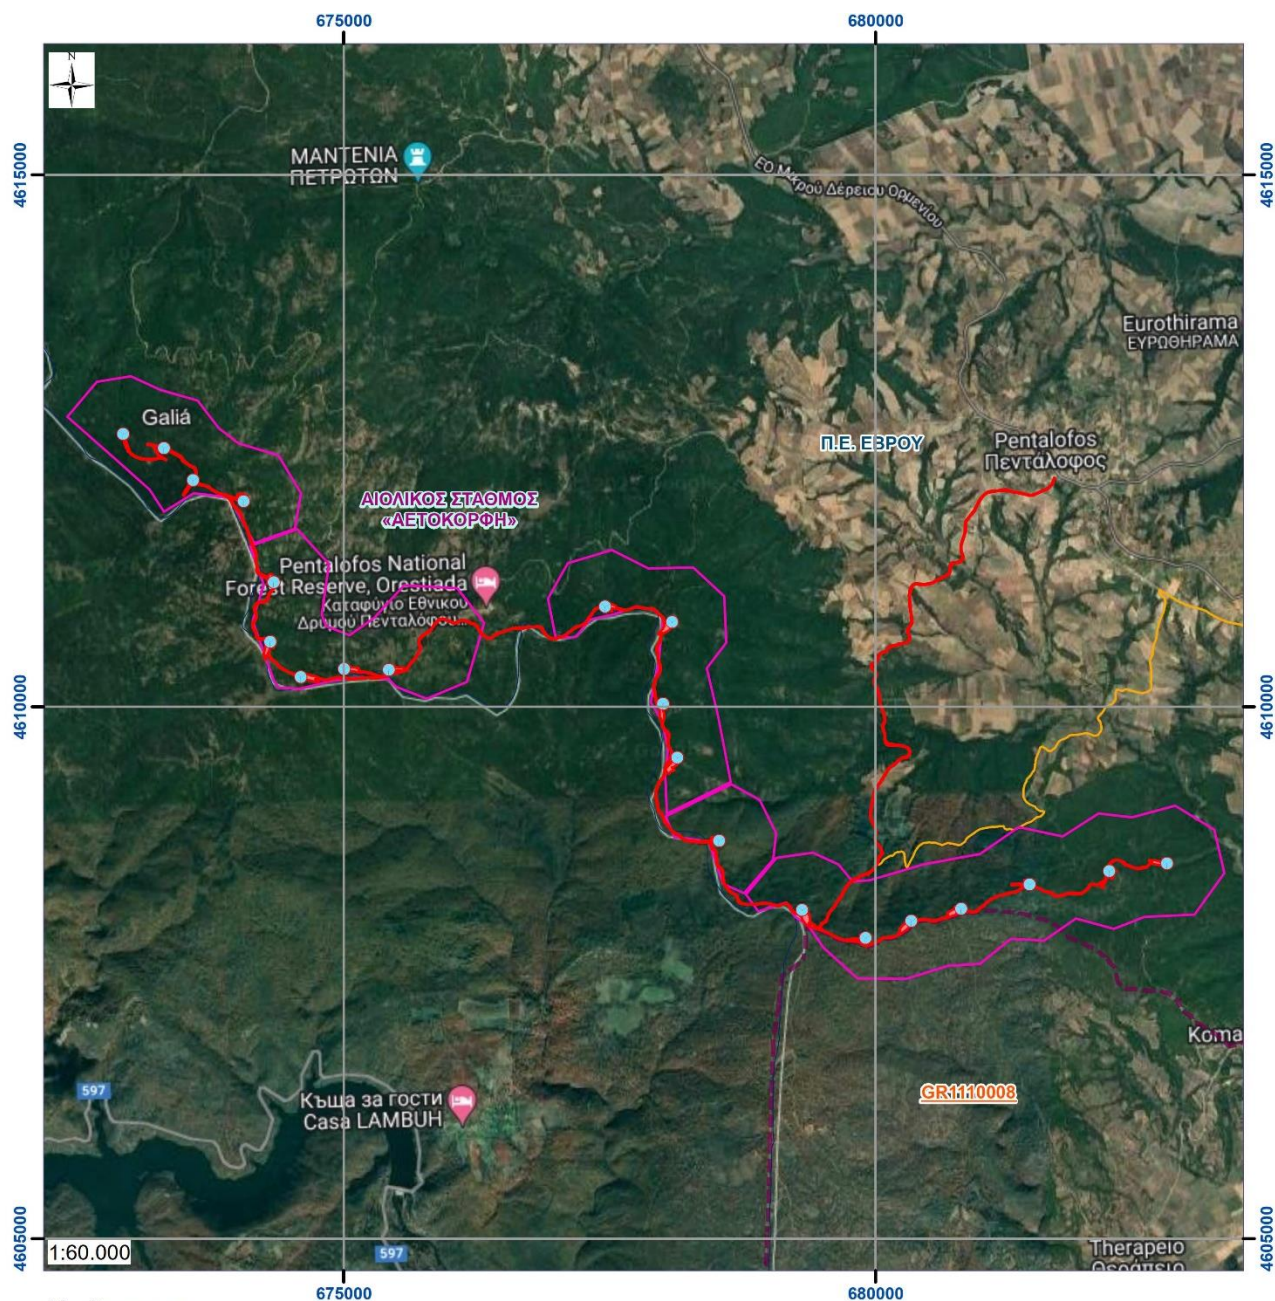 675000
680000
N
ΜΑΝΤΕΝΙΑ
ΠΕΤΡΩΤΩΝ
4615000
4615000
ΕΟ Μικρού Δέρειου Ορμενίου
Eurothirama
ΕΥΡΩΘΗΡΑΜΑ
Galiá
Π.Ε. ΕΒΡΟΥ
Pentalofos
Πεντάλοφος
ΑΙΟΛΙΚΟΣ ΣΤΑΘΜΟΣ
«ΑΕΤΟΚΟΡΦΗ»
Pentalofos National
Forest Reserve, Orestiada
Καταφύγιο Εθνικού
Δρυμού Πενταλόφου...
4610000
4610000
Koma
597
Къща за гости
Casa LAMBUH
GR1110008
4605000
4605000
1:60.000
597
Therapeio
Θεράπειο
675000
680000